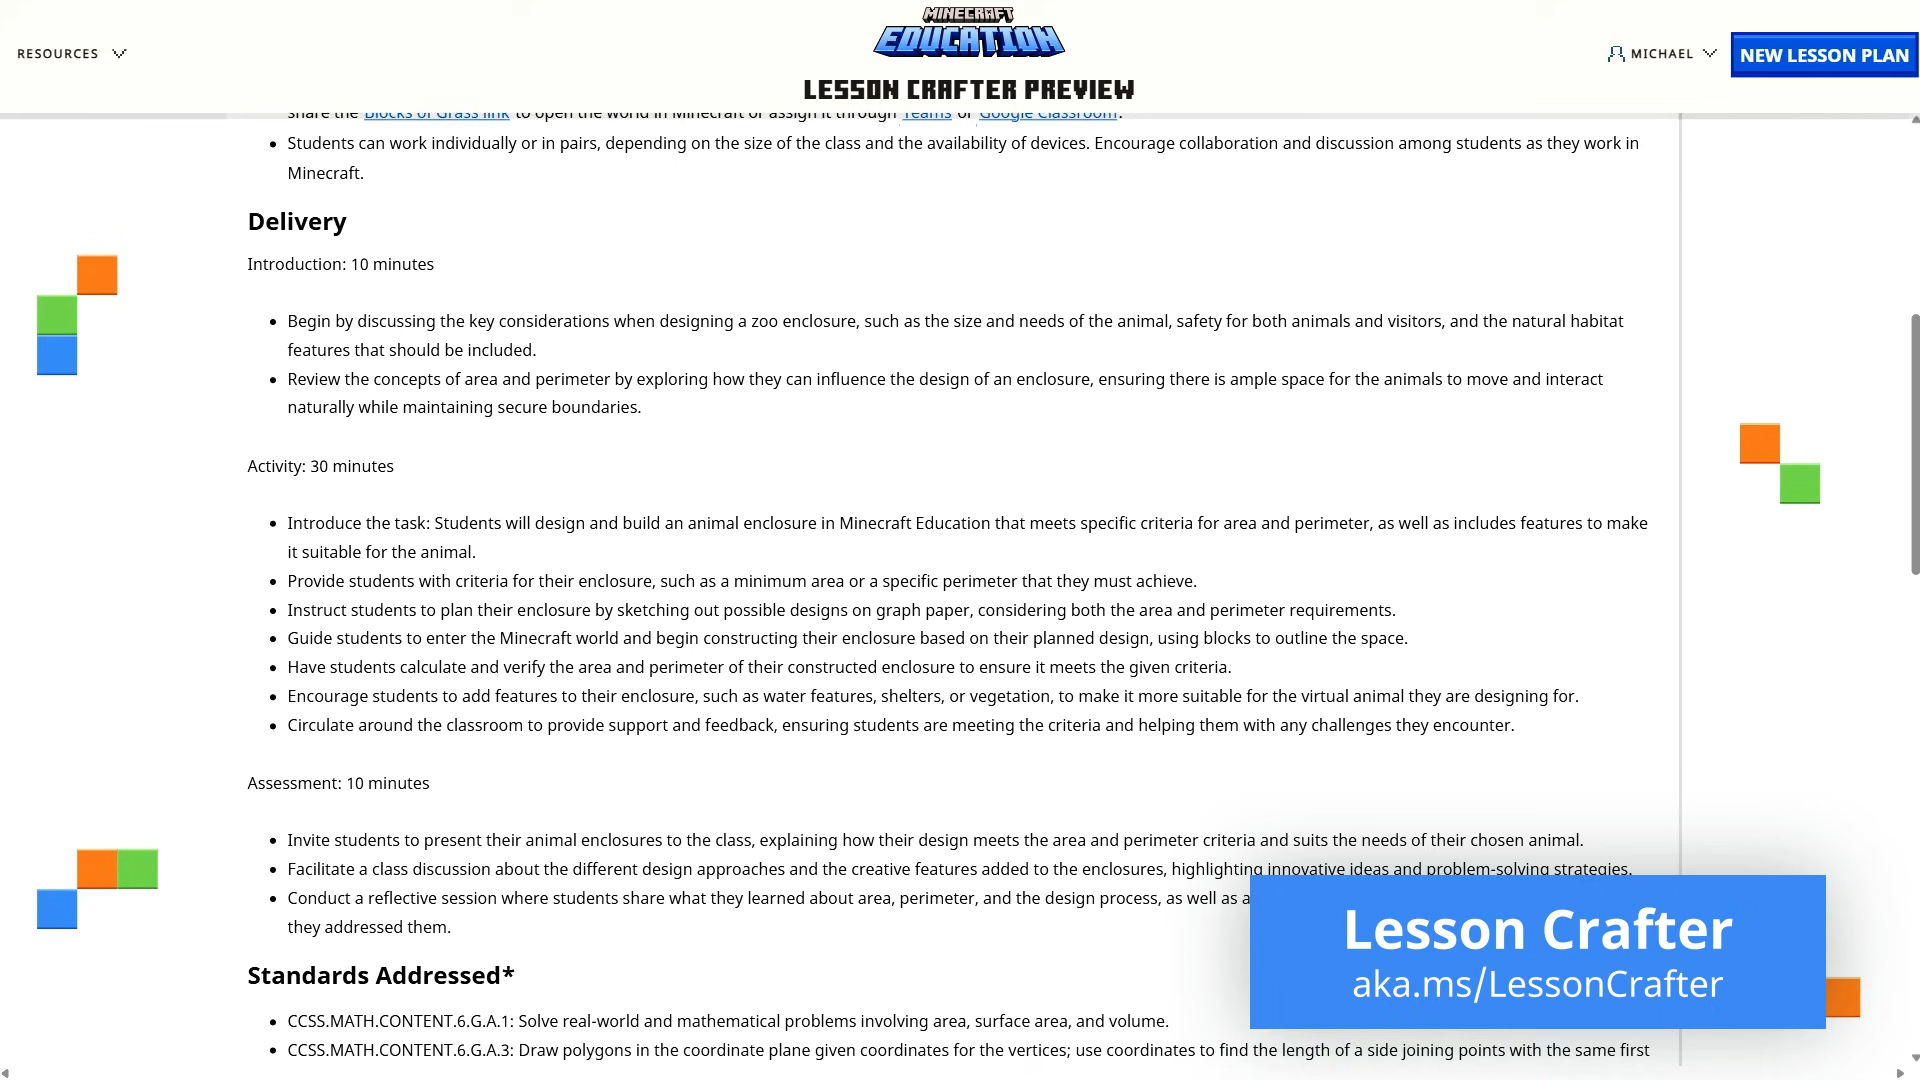 RESOURCES
MINECRAFT
EDUCATION
LESSON CRAFTER PREVIEW
MICHAEL
NEW LESSON PLAN
share the Blocks of Grass link to open the world in Minecraft or assign it through Teams or Google Classroom.
• Students can work individually or in pairs, depending on the size of the class and the availability of devices. Encourage collaboration and discussion among students as they work in
Minecraft.
Delivery
Introduction: 10 minutes
• Begin by discussing the key considerations when designing a zoo enclosure, such as the size and needs of the animal, safety for both animals and visitors, and the natural habitat
features that should be included.
• Review the concepts of area and perimeter by exploring how they can influence the design of an enclosure, ensuring there is ample space for the animals to move and interact
naturally while maintaining secure boundaries.
Activity: 30 minutes
• Introduce the task: Students will design and build an animal enclosure in Minecraft Education that meets specific criteria for area and perimeter, as well as includes features to make
it suitable for the animal.
• Provide students with criteria for their enclosure, such as a minimum area or a specific perimeter that they must achieve.
• Instruct students to plan their enclosure by sketching out possible designs on graph paper, considering both the area and perimeter requirements.
• Guide students to enter the Minecraft world and begin constructing their enclosure based on their planned design, using blocks to outline the space.
• Have students calculate and verify the area and perimeter of their constructed enclosure to ensure it meets the given criteria.
• Encourage students to add features to their enclosure, such as water features, shelters, or vegetation, to make it more suitable for the virtual animal they are designing for.
• Circulate around the classroom to provide support and feedback, ensuring students are meeting the criteria and helping them with any challenges they encounter.
Assessment: 10 minutes
• Invite students to present their animal enclosures to the class, explaining how their design meets the area and perimeter criteria and suits the needs of their chosen animal.
• Facilitate a class discussion about the different design approaches and the creative features added to the enclosures, highlighting innovative ideas and problem-solving strategies.
• Conduct a reflective session where students share what they learned about area, perimeter, and the design process, as well as a
they addressed them.
Standards Addressed*
• CCSS.MATH.CONTENT.6.G.A.1: Solve real-world and mathematical problems involving area, surface area, and volume.
• CCSS.MATH.CONTENT.6.G.A.3: Draw polygons in the coordinate plane given coordinates for the vertices; use coordinates to find the length of a side joining points with the same first
Lesson Crafter
aka.ms/LessonCrafter